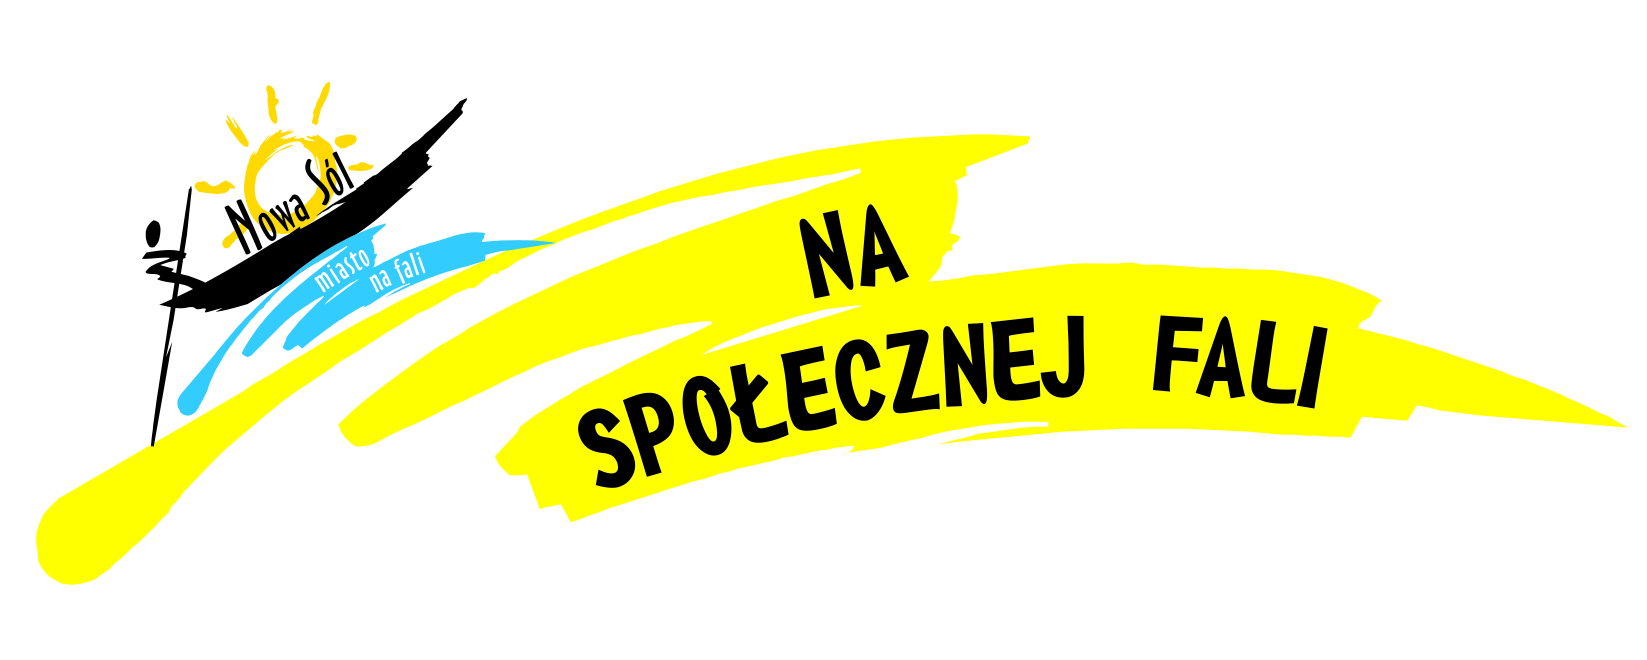 Nowa Sól
miasto
na fali
NA
SPOŁECZNEJ FALI